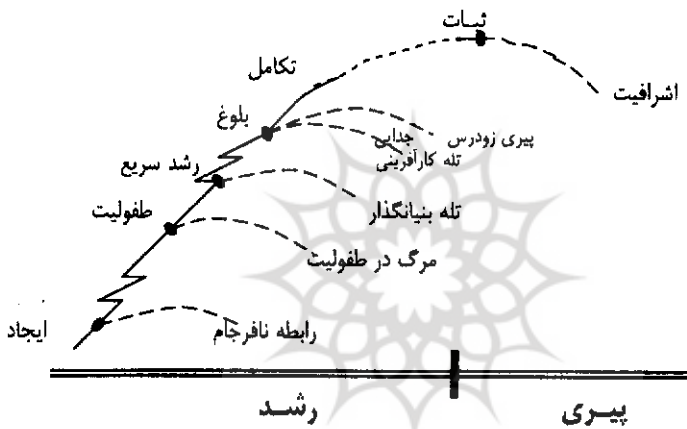 ثبات
تکامل
اشرافیت
بلوغ
جدایی
پیری زودرس
تله کارآفرینی
رشد سریع
تله بنیانگذار
طفولیت
مرگ در طفولیت
ایجاد
رابطه نافرجام
رشد
پیری